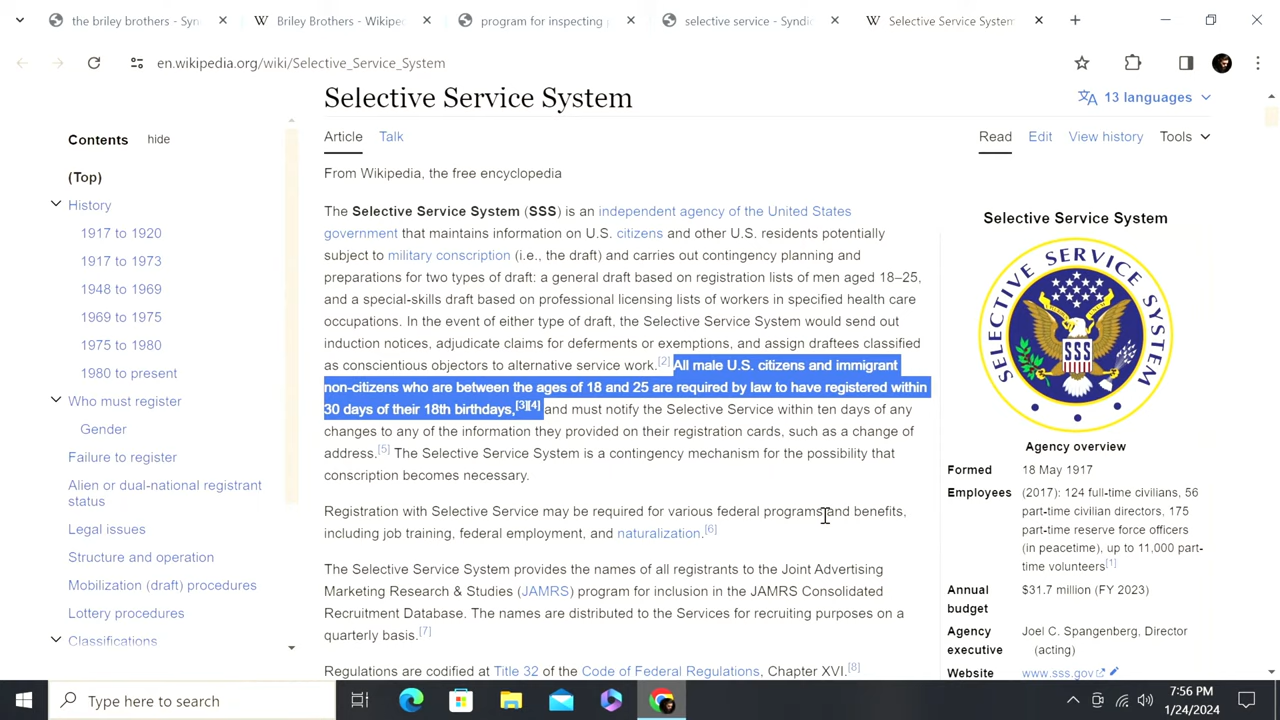 the briley brothers - Syn
Briley Brothers - Wikipe
program for inspecting
selective service - Syndic
Selective Service System
en.wikipedia.org/wiki/Selective_Service_System
Selective Service System
13 languages
Contents hide
Article Talk
Read Edit View history Tools
From Wikipedia, the free encyclopedia
(Top)
History
1917 to 1920
1917 to 1973
1948 to 1969
1969 to 1975
1975 to 1980
1980 to present
Who must register
Gender
Failure to register
Alien or dual-national registrant
status
Legal issues
Structure and operation
Mobilization (draft) procedures
Lottery procedures
Classifications
The Selective Service System (SSS) is an independent agency of the United States
government that maintains information on U.S. citizens and other U.S. residents potentially
subject to military conscription (i.e., the draft) and carries out contingency planning and
preparations for two types of draft: a general draft based on registration lists of men aged 18–25,
and a special-skills draft based on professional licensing lists of workers in specified health care
occupations. In the event of either type of draft, the Selective Service System would send out
induction notices, adjudicate claims for deferments or exemptions, and assign draftees classified
as conscientious objectors to alternative service work.[2] All male U.S. citizens and immigrant
non-citizens who are between the ages of 18 and 25 are required by law to have registered within
30 days of their 18th birthdays,[3][4] and must notify the Selective Service within ten days of any
changes to any of the information they provided on their registration cards, such as a change of
address.[5] The Selective Service System is a contingency mechanism for the possibility that
conscription becomes necessary.
Registration with Selective Service may be required for various federal programs and benefits,
including job training, federal employment, and naturalization.[6]
The Selective Service System provides the names of all registrants to the Joint Advertising
Marketing Research & Studies (JAMRS) program for inclusion in the JAMRS Consolidated
Recruitment Database. The names are distributed to the Services for recruiting purposes on a
quarterly basis.[7]
Regulations are codified at Title 32 of the Code of Federal Regulations, Chapter XVI.[8]
Selective Service System
SELECTIVE SERVICE SYSTEM
SSS
Agency overview
Formed 18 May 1917
Employees (2017): 124 full-time civilians, 56
part-time civilian directors, 175
part-time reserve force officers
(in peacetime), up to 11,000 part-
time volunteers[1]
Annual $31.7 million (FY 2023)
budget
Agency Joel C. Spangenberg, Director
executive (acting)
Website www.sss.gov
Type here to search
7:56 PM
1/24/2024